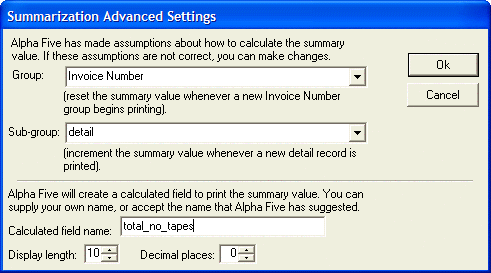 Summarization Advanced Settings
Alpha Five has made assumptions about how to calculate the summary
value. If these assumptions are not correct, you can make changes.
Group: Invoice Number
(reset the summary value whenever a new Invoice Number
group begins printing).
Ok
Cancel
Sub-group: detail
(increment the summary value whenever a new detail record is
printed).
Alpha Five will create a calculated field to print the summary value. You can
supply your own name, or accept the name that Alpha Five has suggested.
Calculated field name: total_no_tapes
Display length: 10 Decimal places: 0